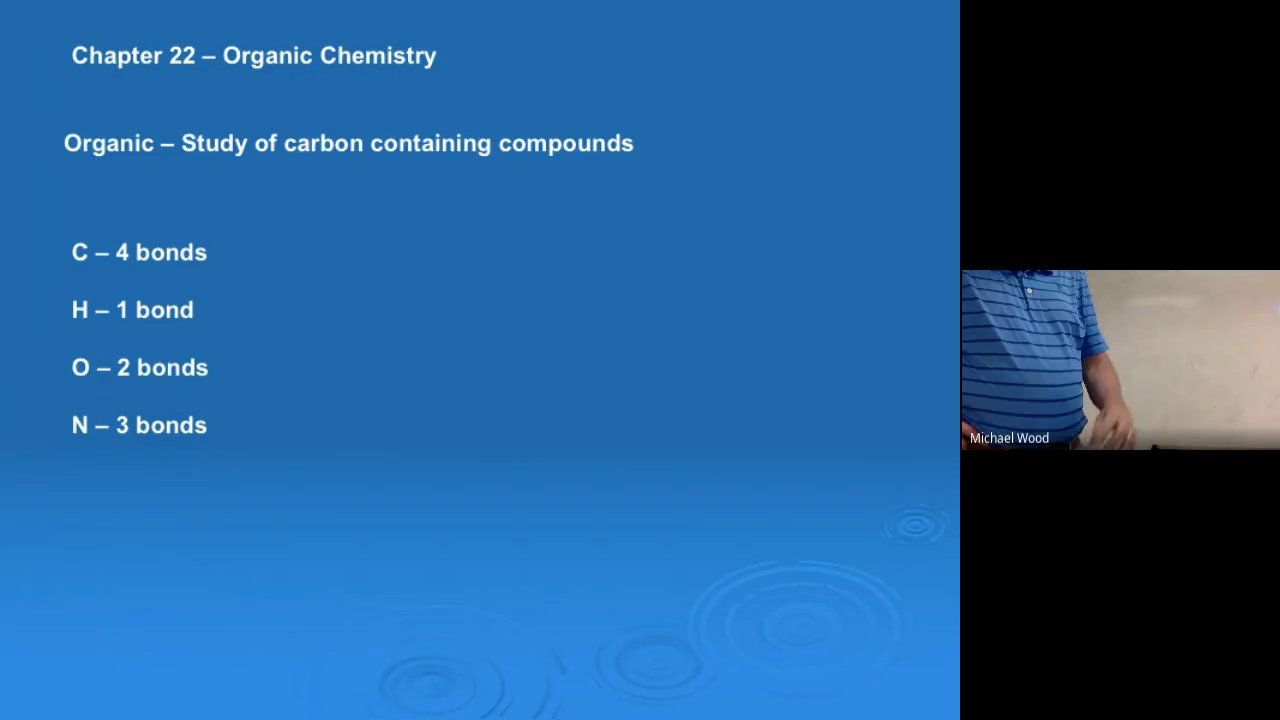 Chapter 22 – Organic Chemistry
Organic – Study of carbon containing compounds
C – 4 bonds
H – 1 bond
O – 2 bonds
N – 3 bonds
Michael Wood